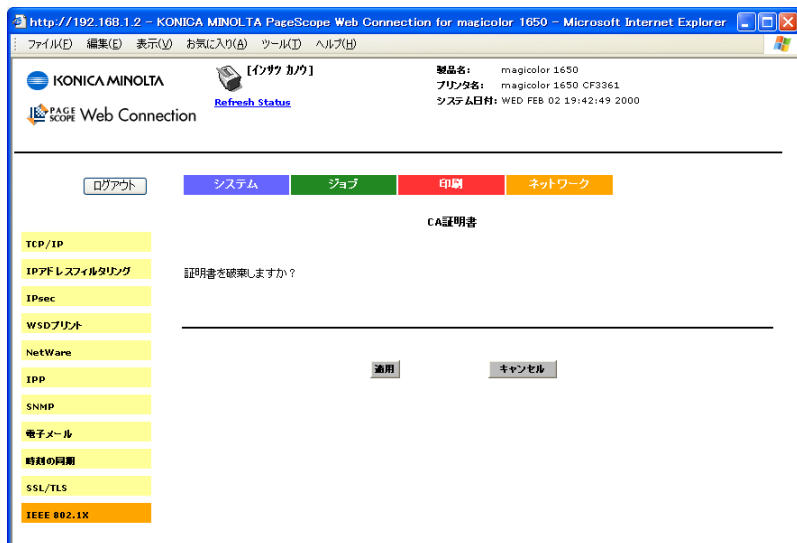 http://192.168.1.2 - KONICA MINOLTA PageScope Web Connection for magicolor 1650 - Microsoft Internet Explorer
ファイル(F) 編集(E) 表示(V) お気に入り(A) ツール(T) ヘルプ(H)
KONICA MINOLTA
[インサツ カノウ]
製品名: magicolor 1650
プリンタ名: magicolor 1650 CF3361
システム日付: WED FEB 02 19:42:49 2000
Refresh Status
PAGE SCOPE Web Connection
ログアウト
システム ジョブ 印刷 ネットワーク
CA証明書
TCP/IP
IPアドレスフィルタリング
証明書を破棄しますか?
IPsec
WSDプリント
NetWare
適用 キャンセル
IPP
SNMP
電子メール
時刻の同期
SSL/TLS
IEEE 802.1X